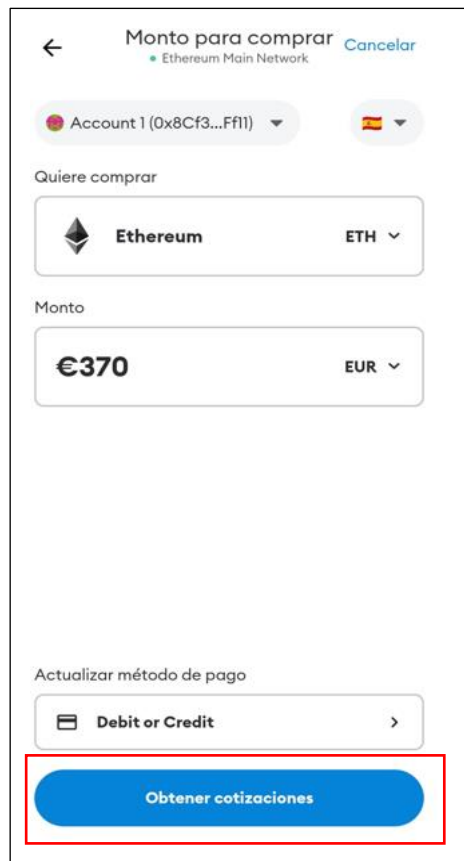 Monto para comprar
Cancelar
Ethereum Main Network
Account 1 (0x8Cf3...Ff11)
Quiere comprar
Ethereum
ETH
Monto
€370
EUR
Actualizar método de pago
Debit or Credit
Obtener cotizaciones